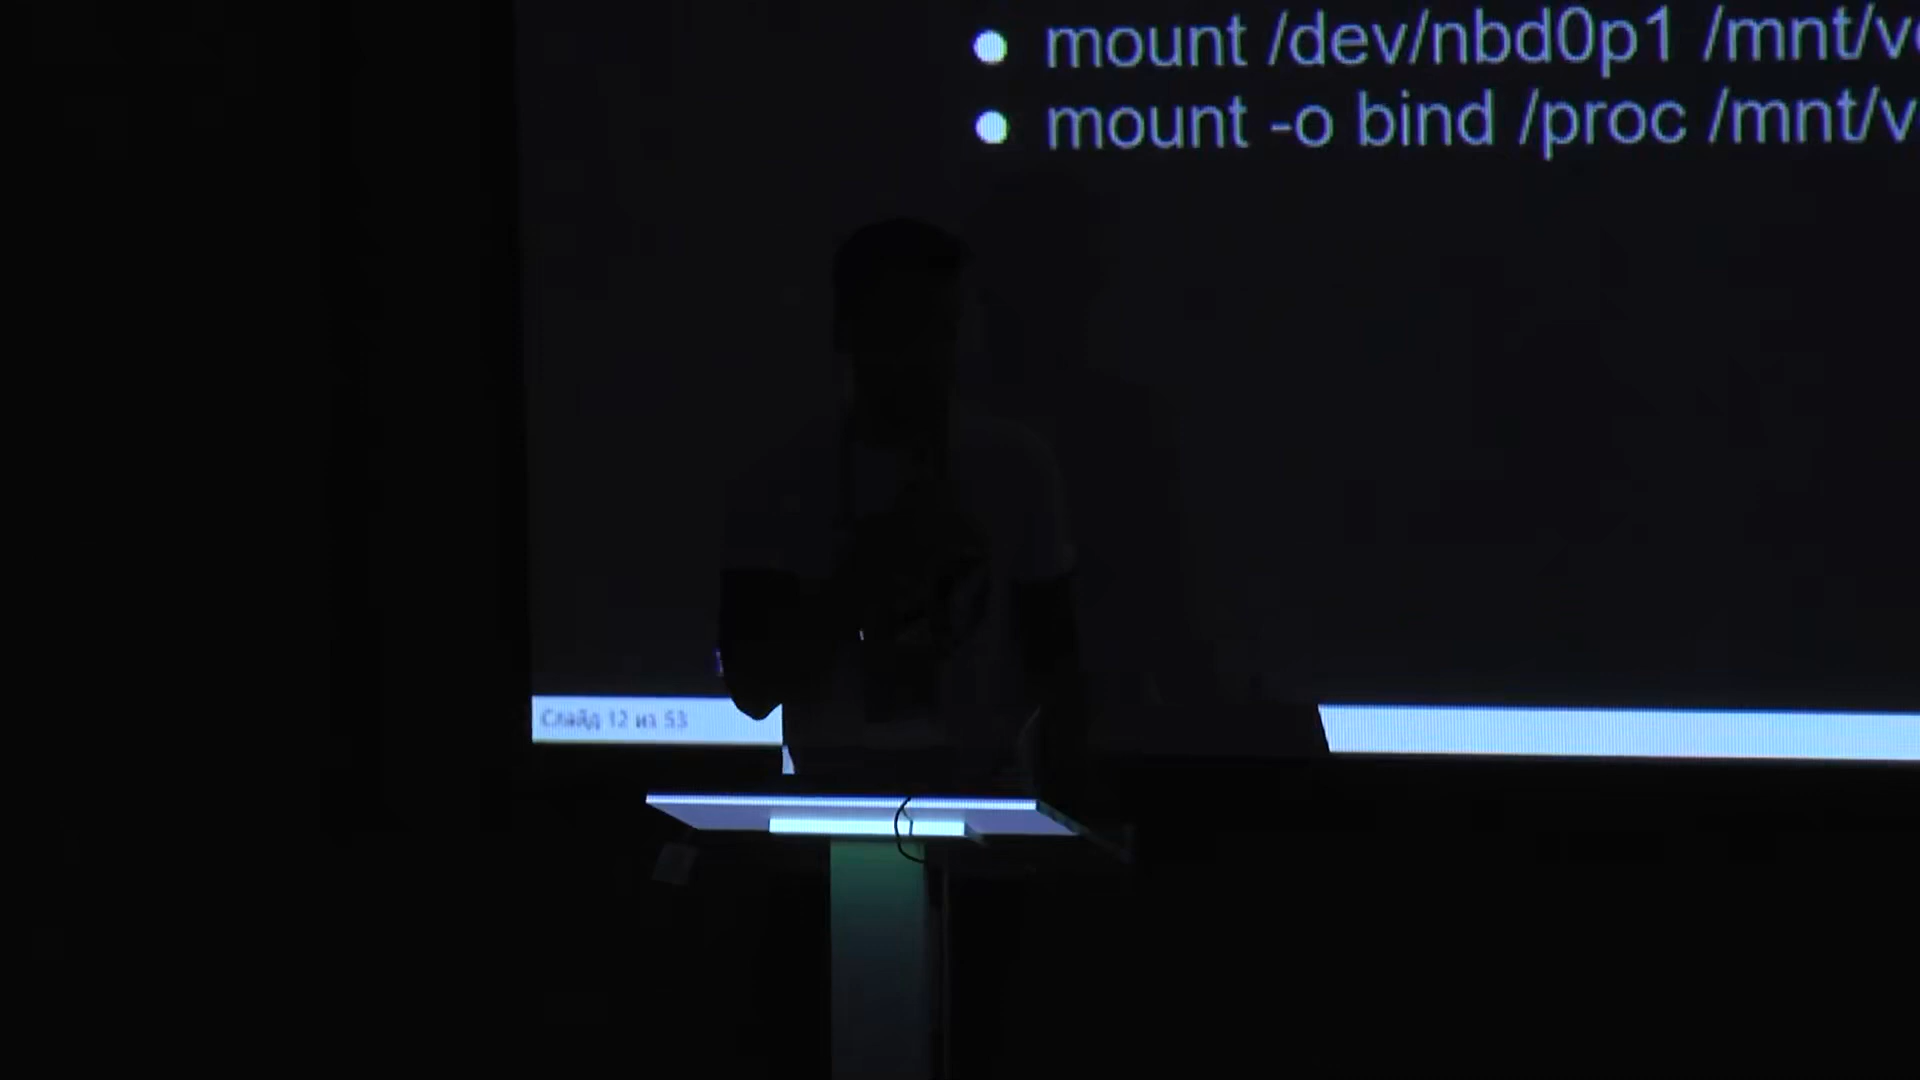 mount /dev/nbd0p1 /mnt/v
mount -o bind /proc /mnt/v
Слайд 12 из 53